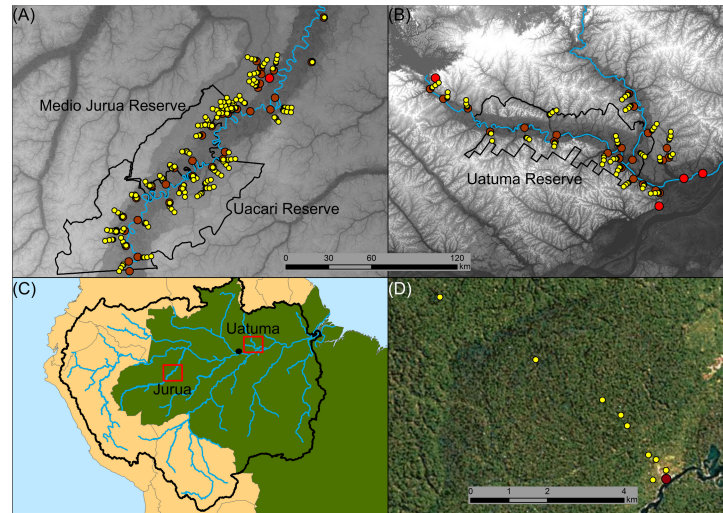 (A)
Medio Jurua Reserve
Uacari Reserve
(B)
Uatuma Reserve
0 30 60 120
km
(C)
Uatuma
Jurua
(D)
0 1 2 4
km